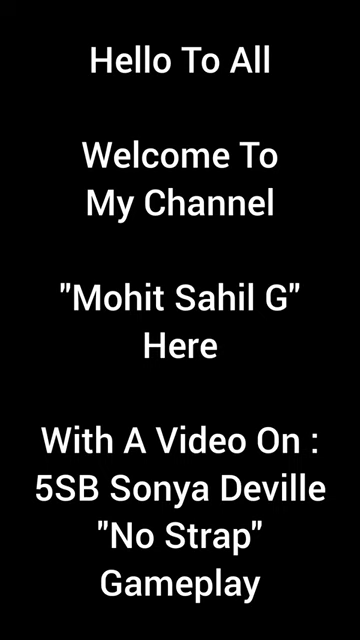 Hello To All
Welcome To
My Channel
"Mohit Sahil G"
Here
With A Video On :
5SB Sonya Deville
"No Strap"
Gameplay